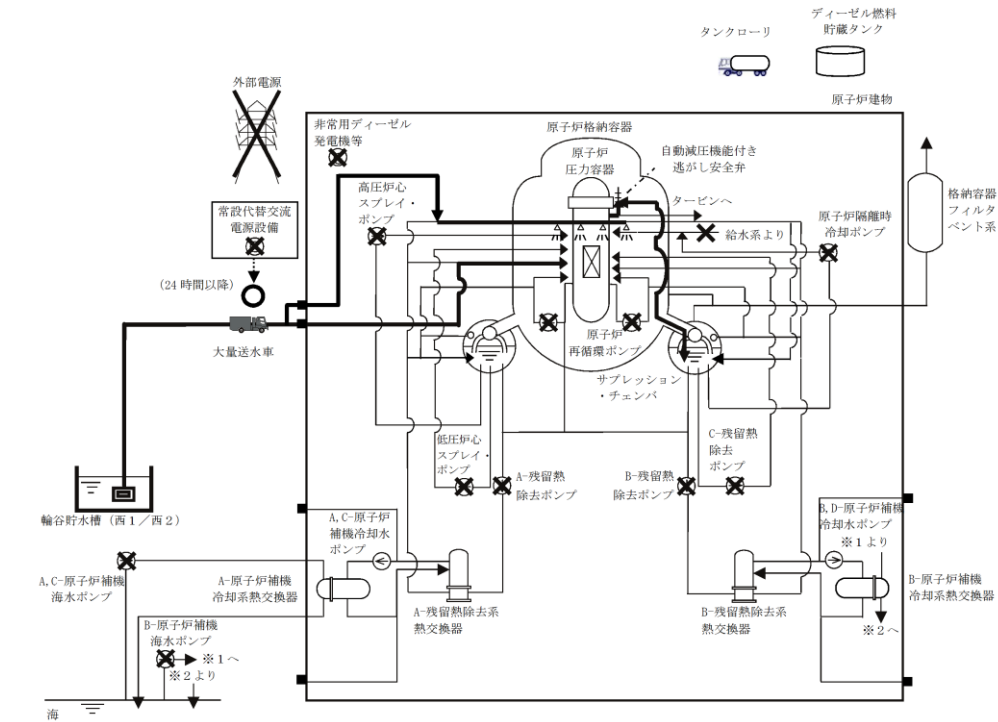 タンクローリ
ディーゼル燃料
貯蔵タンク
外部電源
原子炉建物
非常用ディーゼル
発電機等
原子炉格納容器
原子炉
圧力容器
自動減圧機能付き
逃がし安全弁
高圧炉心
スプレイ・
ポンプ
タービンへ
給水系より
原子炉隔離時
冷却ポンプ
格納容器
フィルタ
ベント系
常設代替交流
電源設備
(24時間以降)
大量送水車
原子炉
再循環ポンプ
サプレッション
・チェンバ
低圧炉心
スプレイ・
ポンプ
A-残留熱
除去ポンプ
B-残留熱
除去ポンプ
C-残留熱
除去
ポンプ
輪谷貯水槽(西1/西2)
A,C-原子炉
補機冷却水
ポンプ
B,D-原子炉補機
冷却水ポンプ
※1より
A,C-原子炉補機
海水ポンプ
A-原子炉補機
冷却系熱交換器
A-残留熱除去系
熱交換器
B-残留熱除去系
熱交換器
B-原子炉補機
冷却系熱交換器
※2へ
B-原子炉補機
海水ポンプ
※1へ
※2より
海